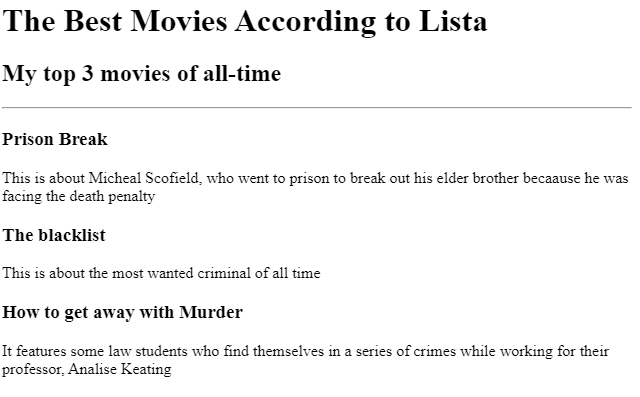 The Best Movies According to Lista
My top 3 movies of all-time
Prison Break
This is about Micheal Scofield, who went to prison to break out his elder brother becaause he was
facing the death penalty
The blacklist
This is about the most wanted criminal of all time
How to get away with Murder
It features some law students who find themselves in a series of crimes while working for their
professor, Analise Keating